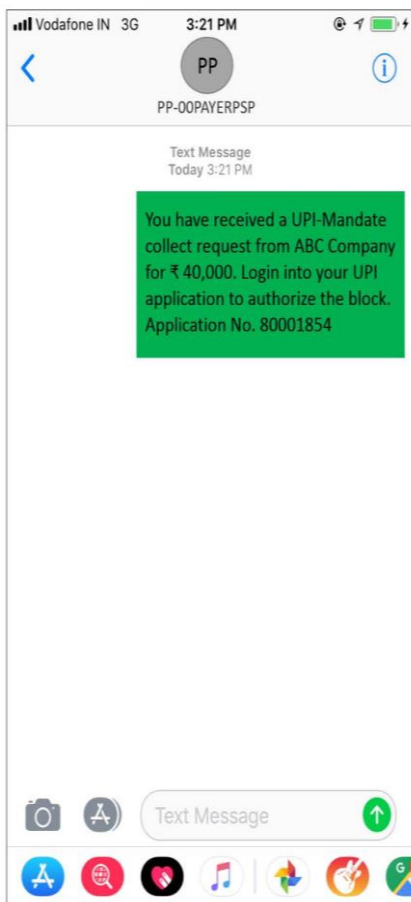 Vodafone IN 3G 3:21 PM
PP
PP-00PAYERPSP
Text Message
Today 3:21 PM
You have received a UPI-Mandate
collect request from ABC Company
for ₹ 40,000. Login into your UPI
application to authorize the block.
Application No. 80001854
Text Message
G